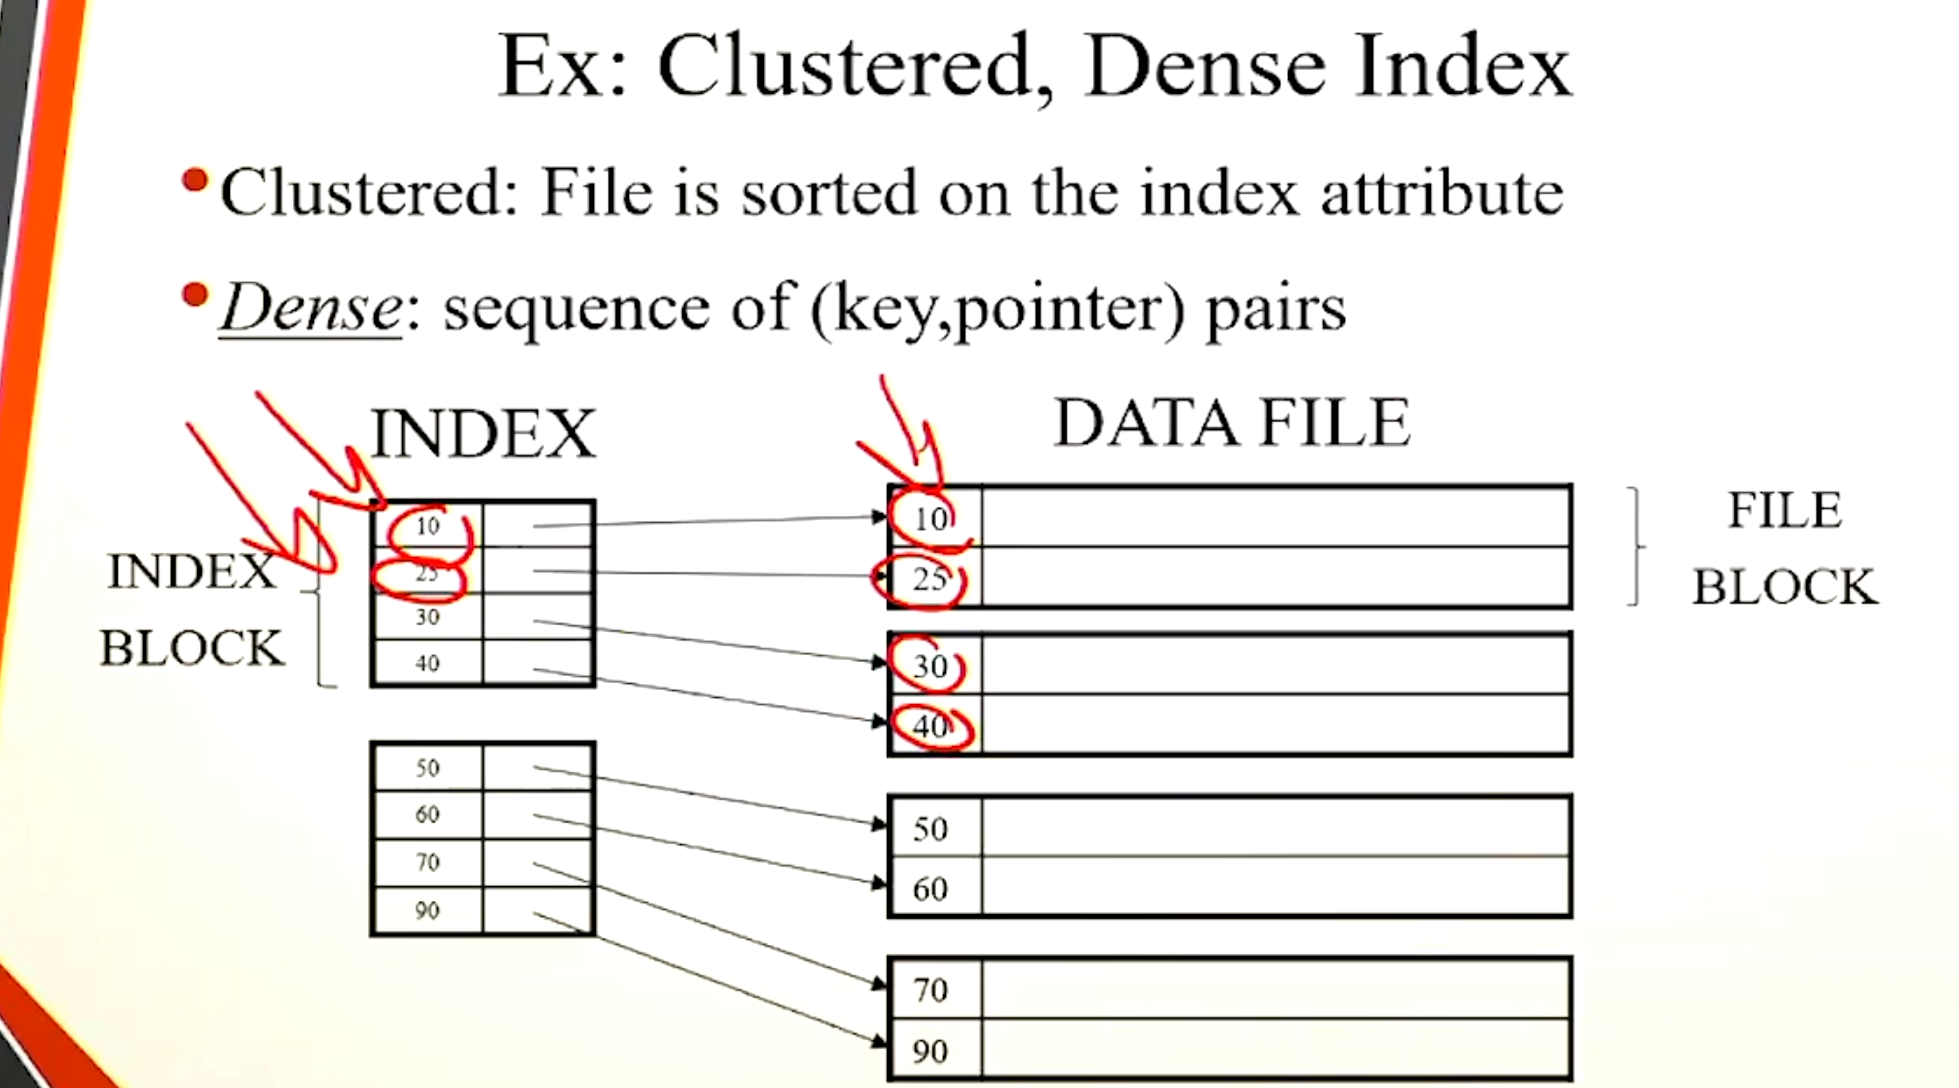 Ex: Clustered, Dense Index
•Clustered: File is sorted on the index attribute
•Dense: sequence of (key,pointer) pairs
INDEX
DATA FILE
INDEX
BLOCK
10
25
30
40
50
60
70
90
10
25
30
40
50
60
70
90
FILE
BLOCK